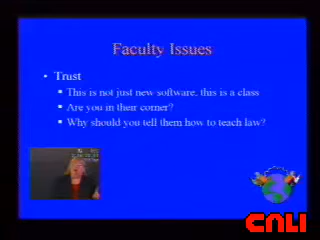 Faculty Issues
• Trust
▪ This is not just new software, this is a class
▪ Are you in their corner?
▪ Why should you tell them how to teach law?
CALI